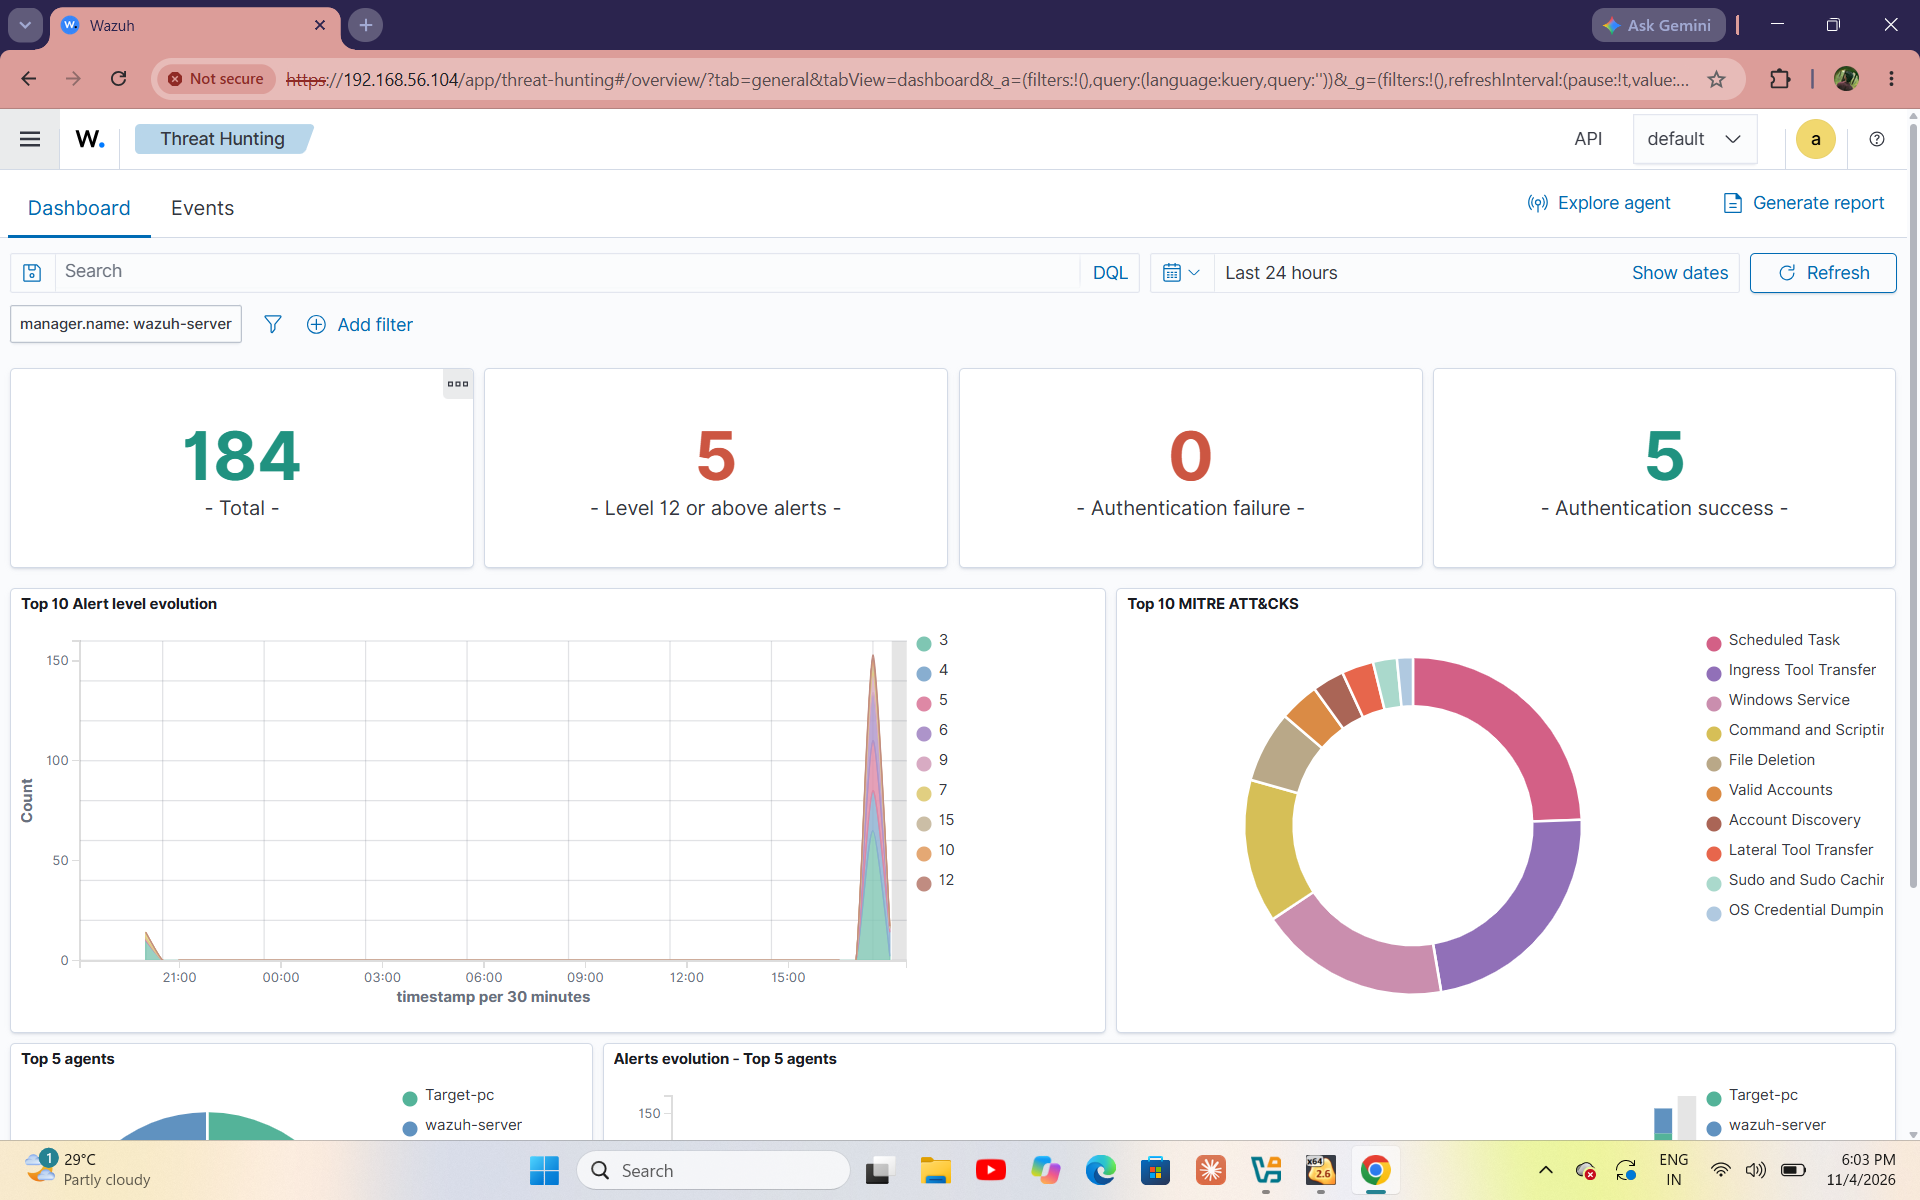 Wazuh
Ask Gemini
Not secure
https://192.168.56.104/app/threat-hunting#/overview/?tab=general&tabView=dashboard&_a=(filters:!(),query:(language:kuery,query:''))&_g=(filters:!(),refreshInterval:(pause:!t,value:...
W.
Threat Hunting
API
default
a
Dashboard
Events
Explore agent
Generate report
Search
DQL
Last 24 hours
Show dates
Refresh
manager.name: wazuh-server
Add filter
184
- Total -
5
- Level 12 or above alerts -
0
- Authentication failure -
5
- Authentication success -
Top 10 Alert level evolution
150
100
50
0
Count
21:00
00:00
03:00
06:00
09:00
12:00
15:00
timestamp per 30 minutes
3
4
5
6
9
7
15
10
12
Top 10 MITRE ATT&CKS
Scheduled Task
Ingress Tool Transfer
Windows Service
Command and Scriptin
File Deletion
Valid Accounts
Account Discovery
Lateral Tool Transfer
Sudo and Sudo Cachin
OS Credential Dumpin
Top 5 agents
Target-pc
wazuh-server
Alerts evolution - Top 5 agents
150
Target-pc
wazuh-server
1
29°C
Partly cloudy
Search
x64
2.6
ENG
IN
6:03 PM
11/4/2026